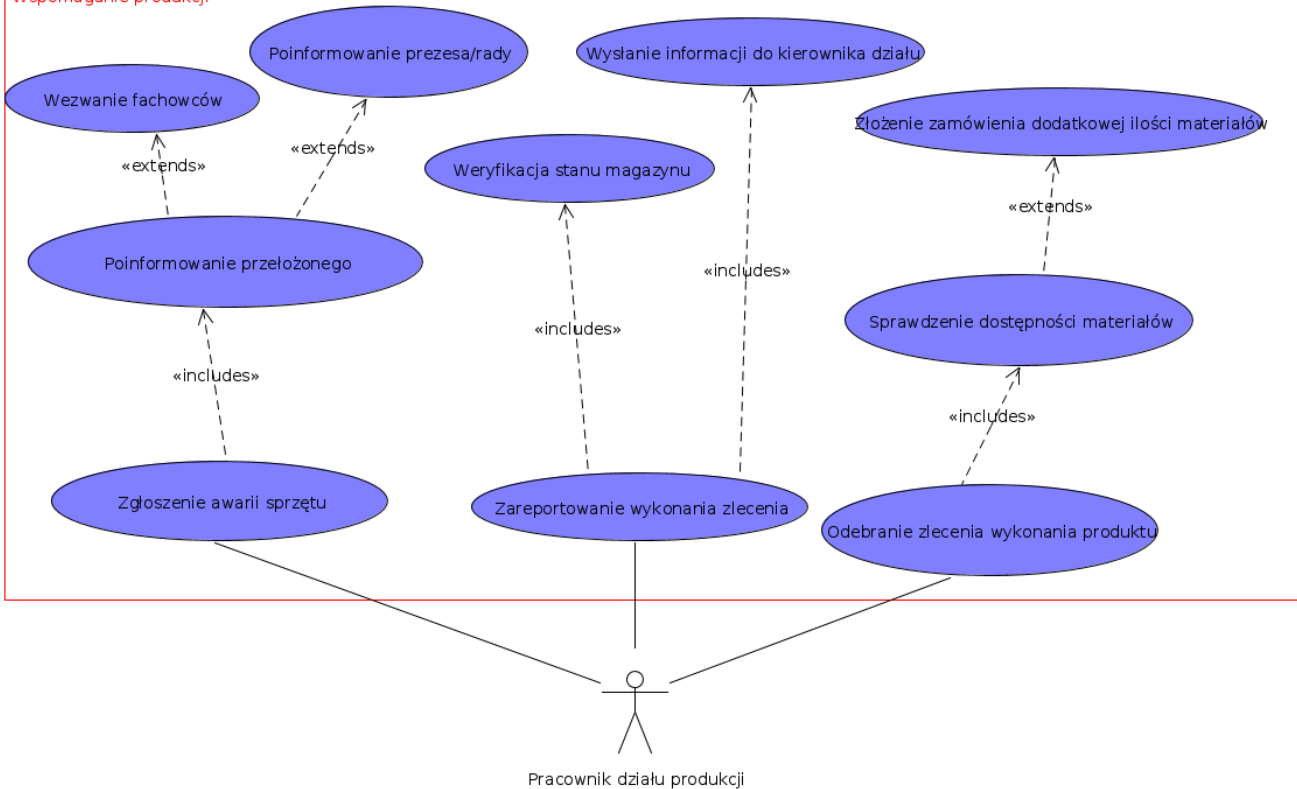 Wspomaganie produkcji
Poinformowanie prezesa/rady
Wysłanie informacji do kierownika działu
Wezwanie fachowców
Złożenie zamówienia dodatkowej ilości materiałów
«extends»
«extends»
Weryfikacja stanu magazynu
«extends»
Poinformowanie przełożonego
«includes»
Sprawdzenie dostępności materiałów
«includes»
«includes»
«includes»
Zgłoszenie awarii sprzętu
Zareportowanie wykonania zlecenia
Odebranie zlecenia wykonania produktu
Pracownik działu produkcji